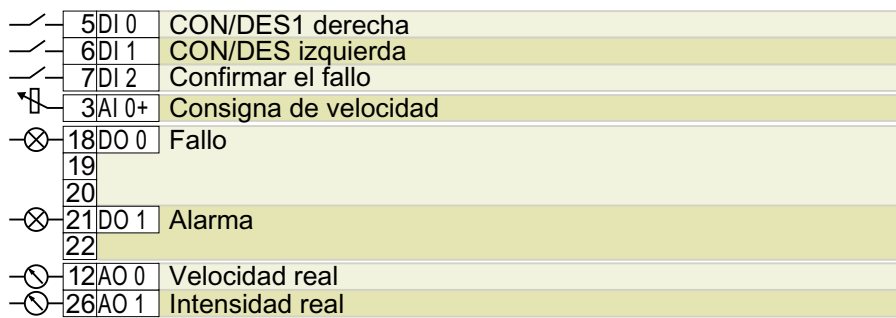 5 DI 0 CON/DES1 derecha
6 DI 1 CON/DES izquierda
7 DI 2 Confirmar el fallo
3 AI 0+ Consigna de velocidad
18 DO 0 Fallo
19
20
21 DO 1 Alarma
22
12 AO 0 Velocidad real
26 AO 1 Intensidad real